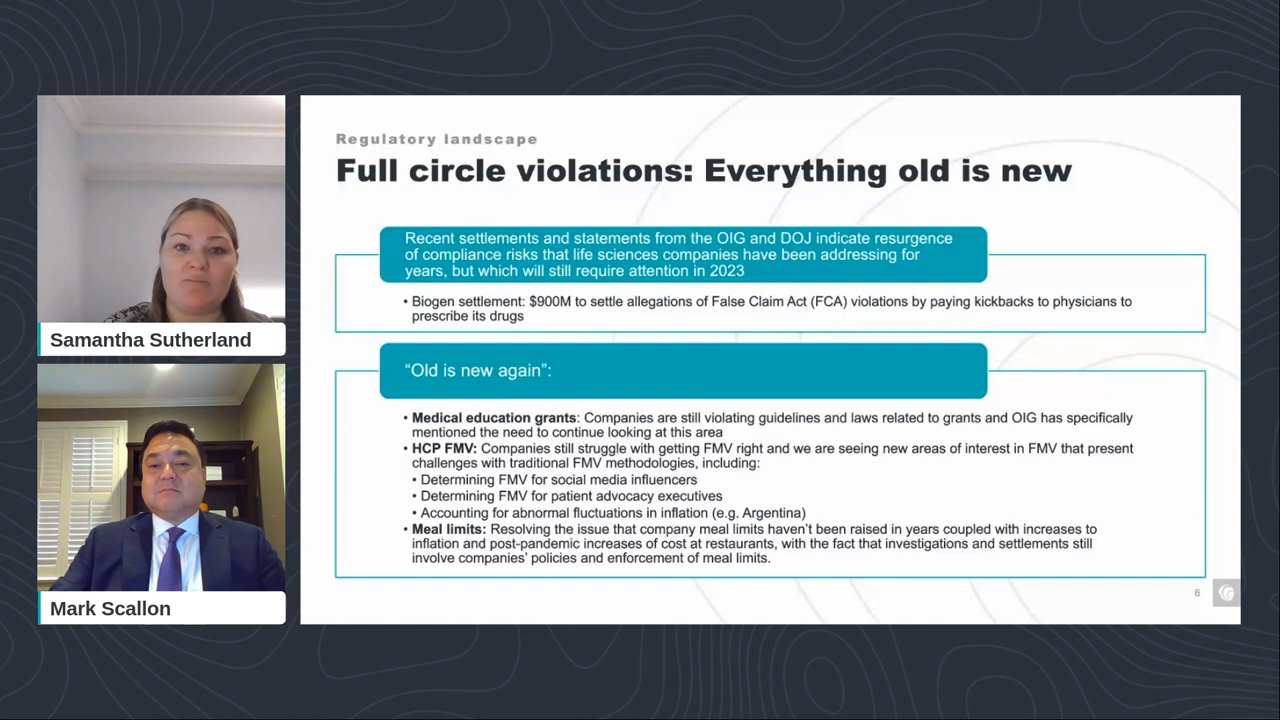 Samantha Sutherland
Mark Scallon
Regulatory landscape
Full circle violations: Everything old is new
Recent settlements and statements from the OIG and DOJ indicate resurgence
of compliance risks that life sciences companies have been addressing for
years, but which will still require attention in 2023
• Biogen settlement: $900M to settle allegations of False Claim Act (FCA) violations by paying kickbacks to physicians to
prescribe its drugs
“Old is new again”:
• Medical education grants: Companies are still violating guidelines and laws related to grants and OIG has specifically
mentioned the need to continue looking at this area
• HCP FMV: Companies still struggle with getting FMV right and we are seeing new areas of interest in FMV that present
challenges with traditional FMV methodologies, including:
• Determining FMV for social media influencers
• Determining FMV for patient advocacy executives
• Accounting for abnormal fluctuations in inflation (e.g. Argentina)
• Meal limits: Resolving the issue that company meal limits haven’t been raised in years coupled with increases to
inflation and post-pandemic increases of cost at restaurants, with the fact that investigations and settlements still
involve companies’ policies and enforcement of meal limits.
6